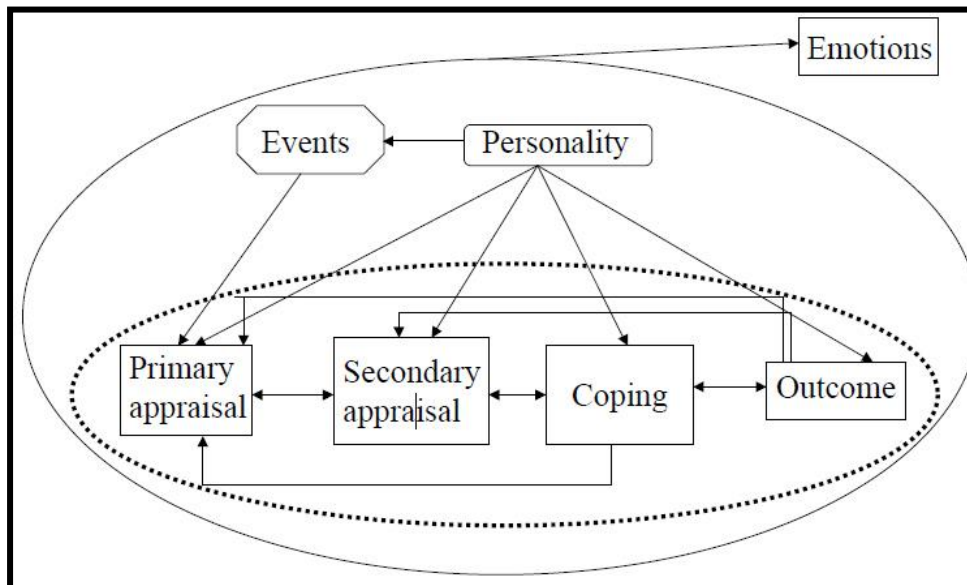 Emotions
Events
Personality
Primary
appraisal
Secondary
appraisal
Coping
Outcome